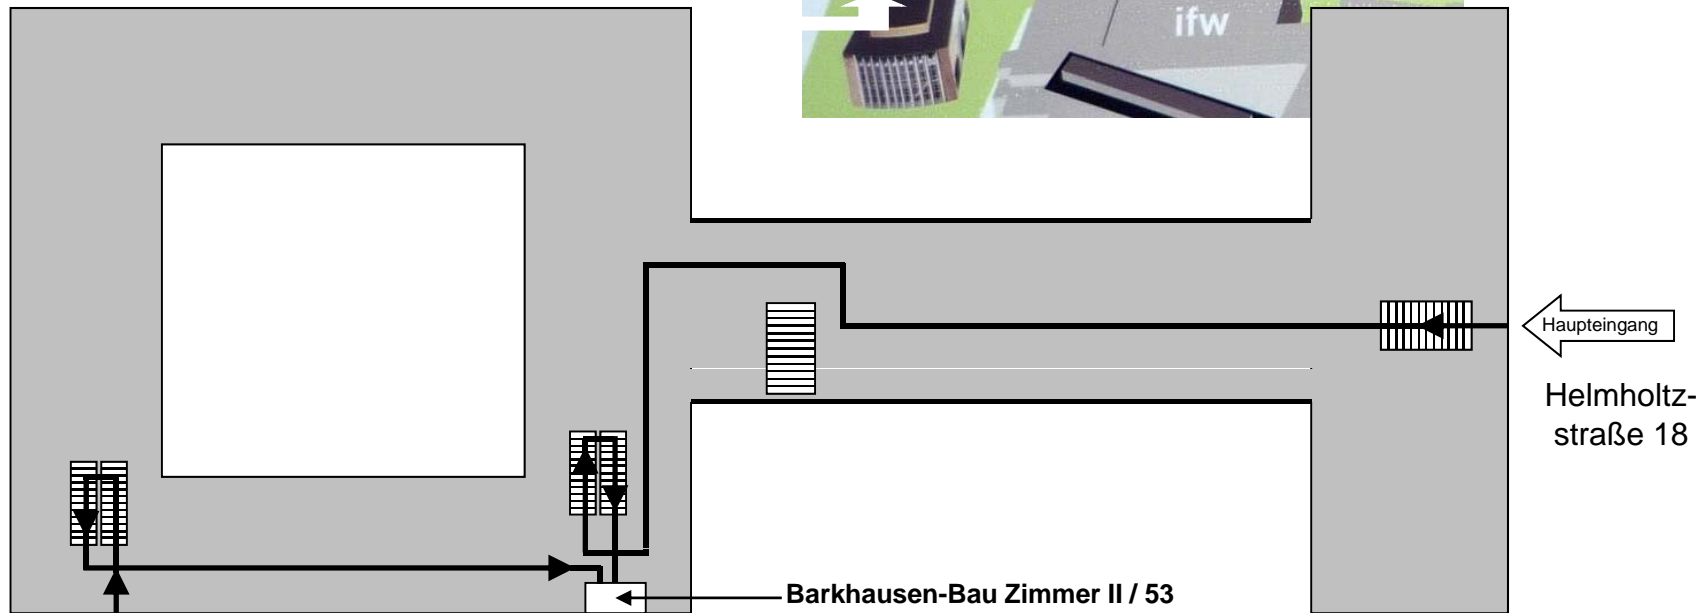 ifw
Haupteingang
Helmholtz-
straße 18
Barkhausen-Bau Zimmer II / 53